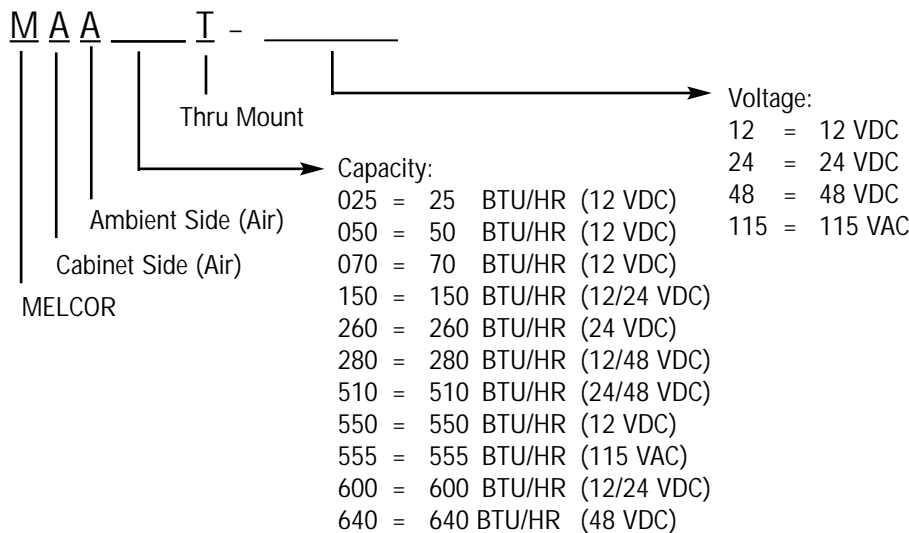 M A A ____ T - ________
Thru Mount
Ambient Side (Air)
Cabinet Side (Air)
MELCOR
Capacity:
025 = 25 BTU/HR (12 VDC)
050 = 50 BTU/HR (12 VDC)
070 = 70 BTU/HR (12 VDC)
150 = 150 BTU/HR (12/24 VDC)
260 = 260 BTU/HR (24 VDC)
280 = 280 BTU/HR (12/48 VDC)
510 = 510 BTU/HR (24/48 VDC)
550 = 550 BTU/HR (12 VDC)
555 = 555 BTU/HR (115 VAC)
600 = 600 BTU/HR (12/24 VDC)
640 = 640 BTU/HR (48 VDC)
Voltage:
12 = 12 VDC
24 = 24 VDC
48 = 48 VDC
115 = 115 VAC